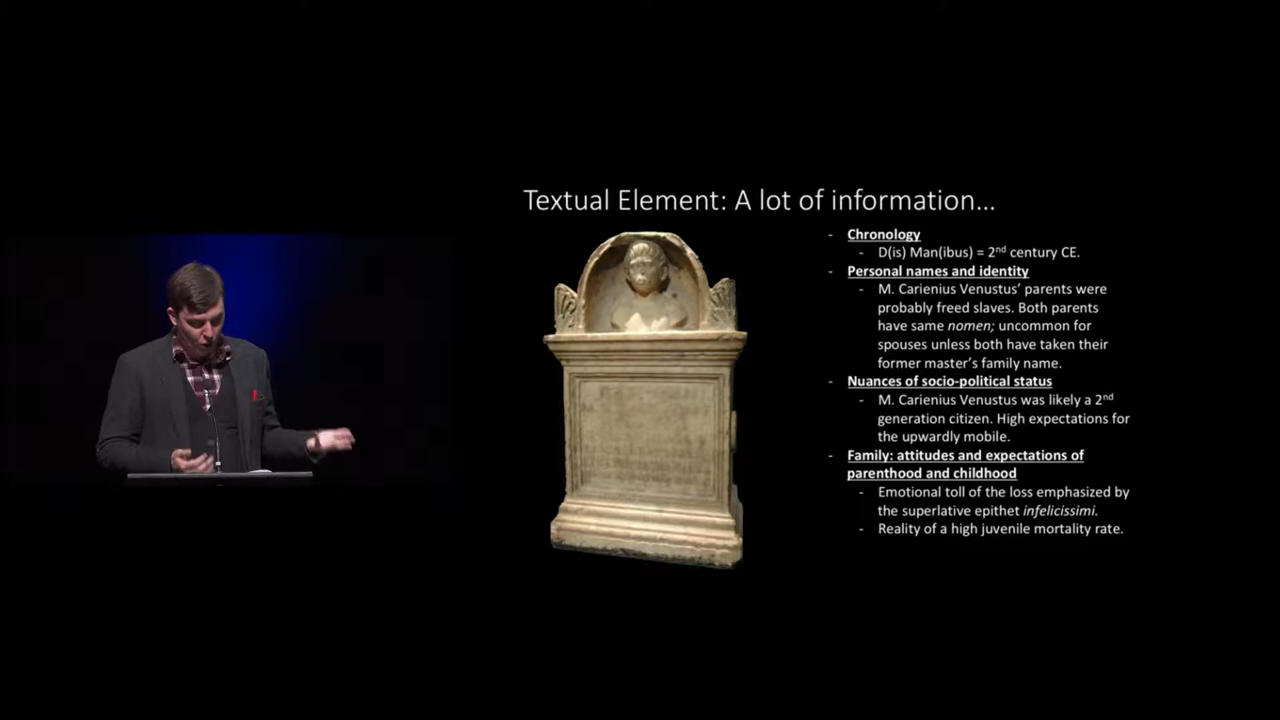 Textual Element: A lot of information...
- Chronology
- D(is) Man(ibus) = 2nd century CE.
- Personal names and identity
- M. Carienius Venustus' parents were
probably freed slaves. Both parents
have same nomen; uncommon for
spouses unless both have taken their
former master's family name.
- Nuances of socio-political status
- M. Carienius Venustus was likely a 2nd
generation citizen. High expectations for
the upwardly mobile.
- Family: attitudes and expectations of
parenthood and childhood
- Emotional toll of the loss emphasized by
the superlative epithet infelicissimi.
- Reality of a high juvenile mortality rate.